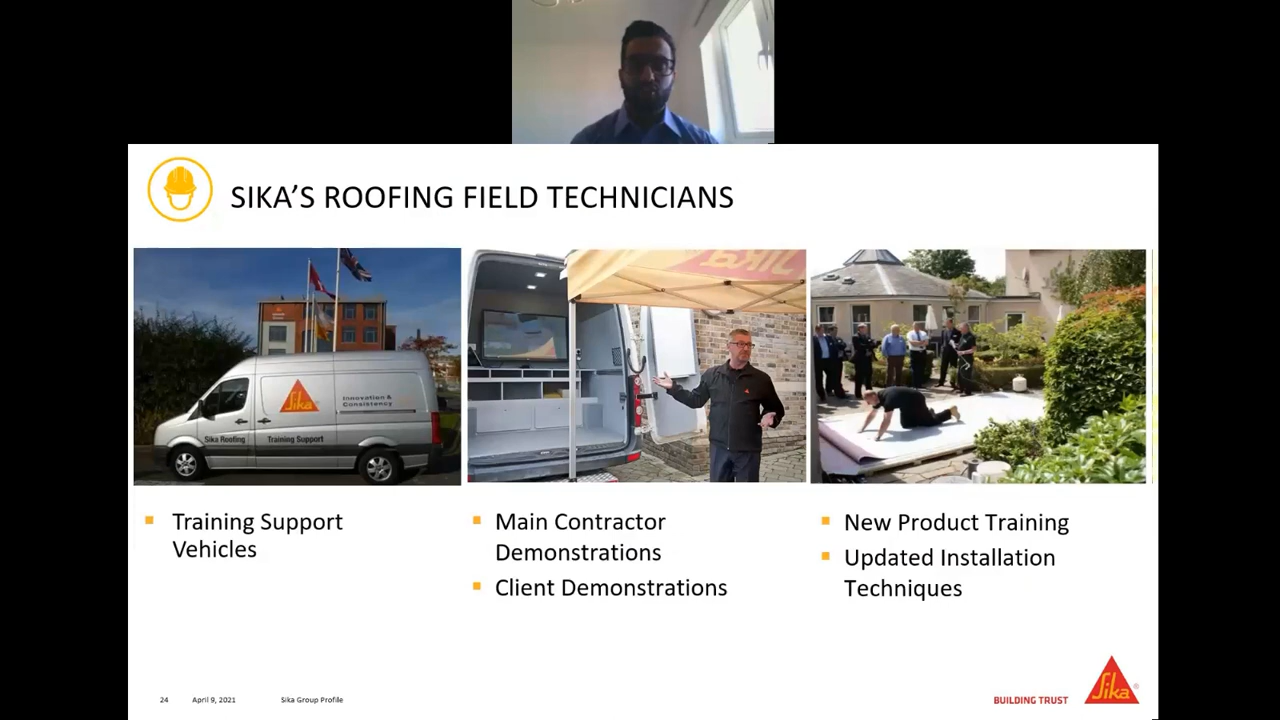 SIKA'S ROOFING FIELD TECHNICIANS
Sika
Innovation &
Consistency
Sika Roofing
Training Support
Sika
Training Support
Vehicles
Main Contractor
Demonstrations
Client Demonstrations
New Product Training
Updated Installation
Techniques
24
April 9, 2021
Sika Group Profile
BUILDING TRUST
Sika®